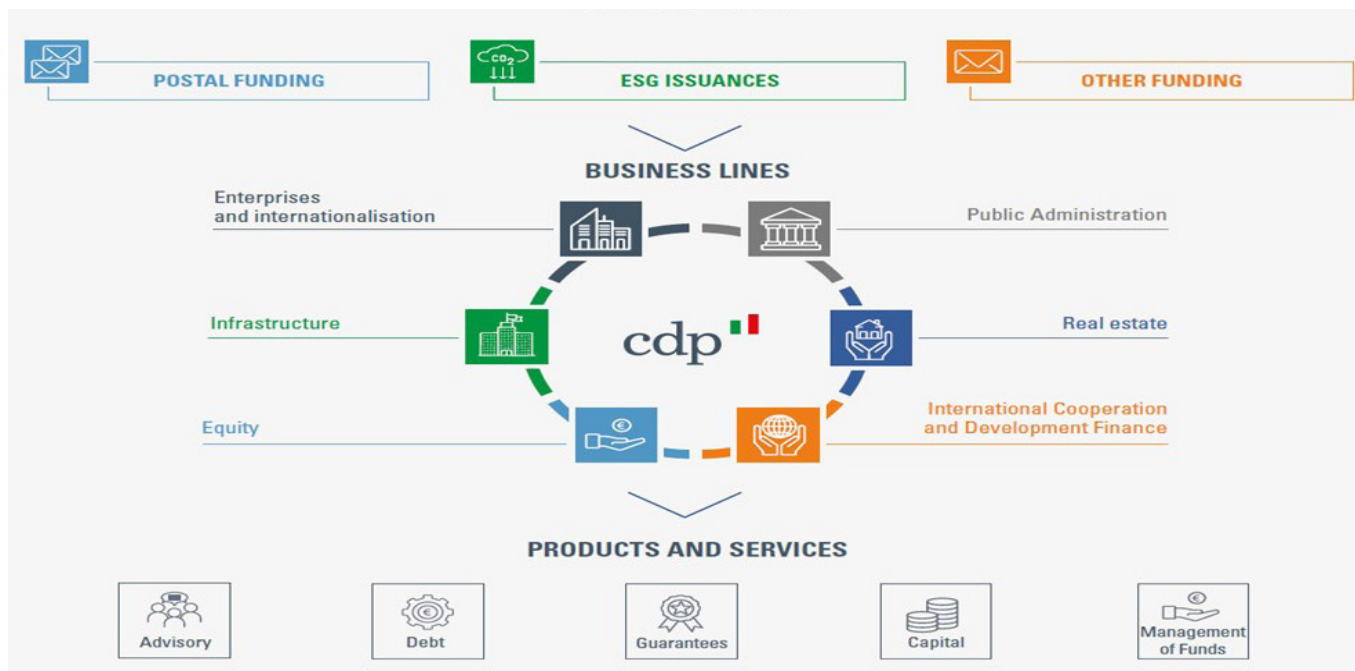 CO2
POSTAL FUNDING
ESG ISSUANCES
OTHER FUNDING
BUSINESS LINES
Enterprises
and internationalisation
Public Administration
Infrastructure
cdp
Real estate
Equity
International Cooperation
and Development Finance
PRODUCTS AND SERVICES
Advisory
Debt
Guarantees
Capital
Management
of Funds